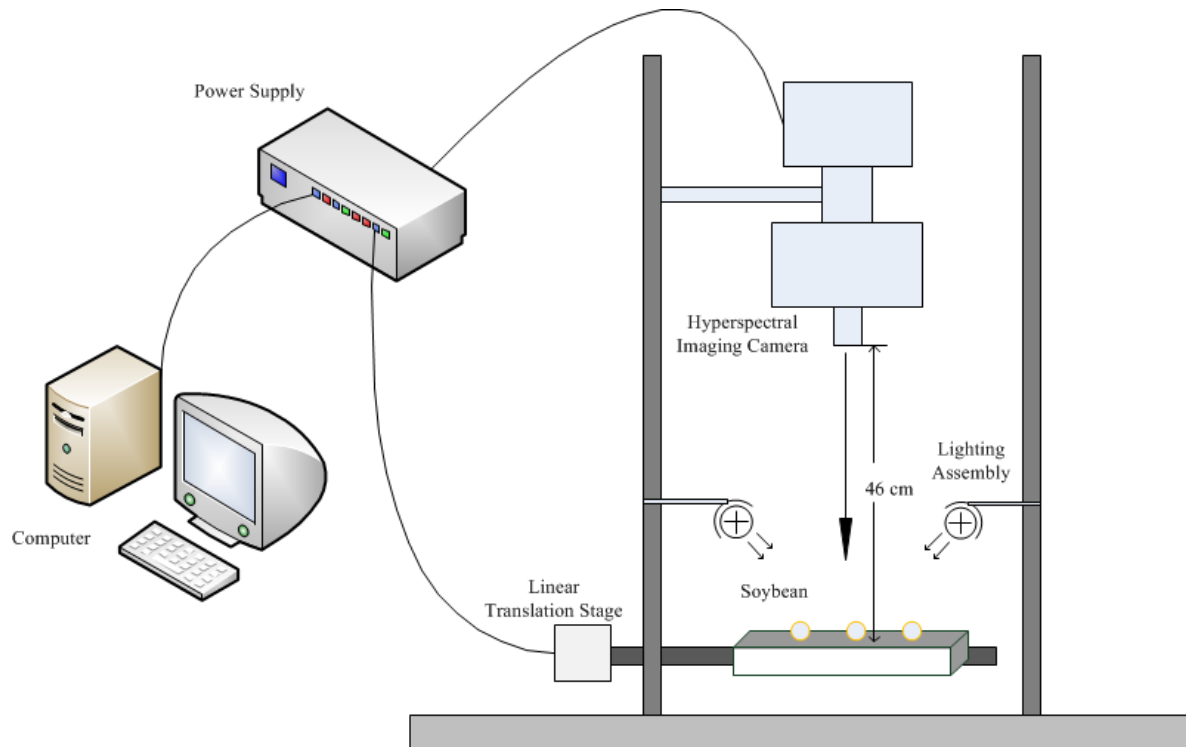 Power Supply
Hyperspectral
Imaging Camera
Lighting
Assembly
46 cm
Computer
Linear
Translation Stage
Soybean